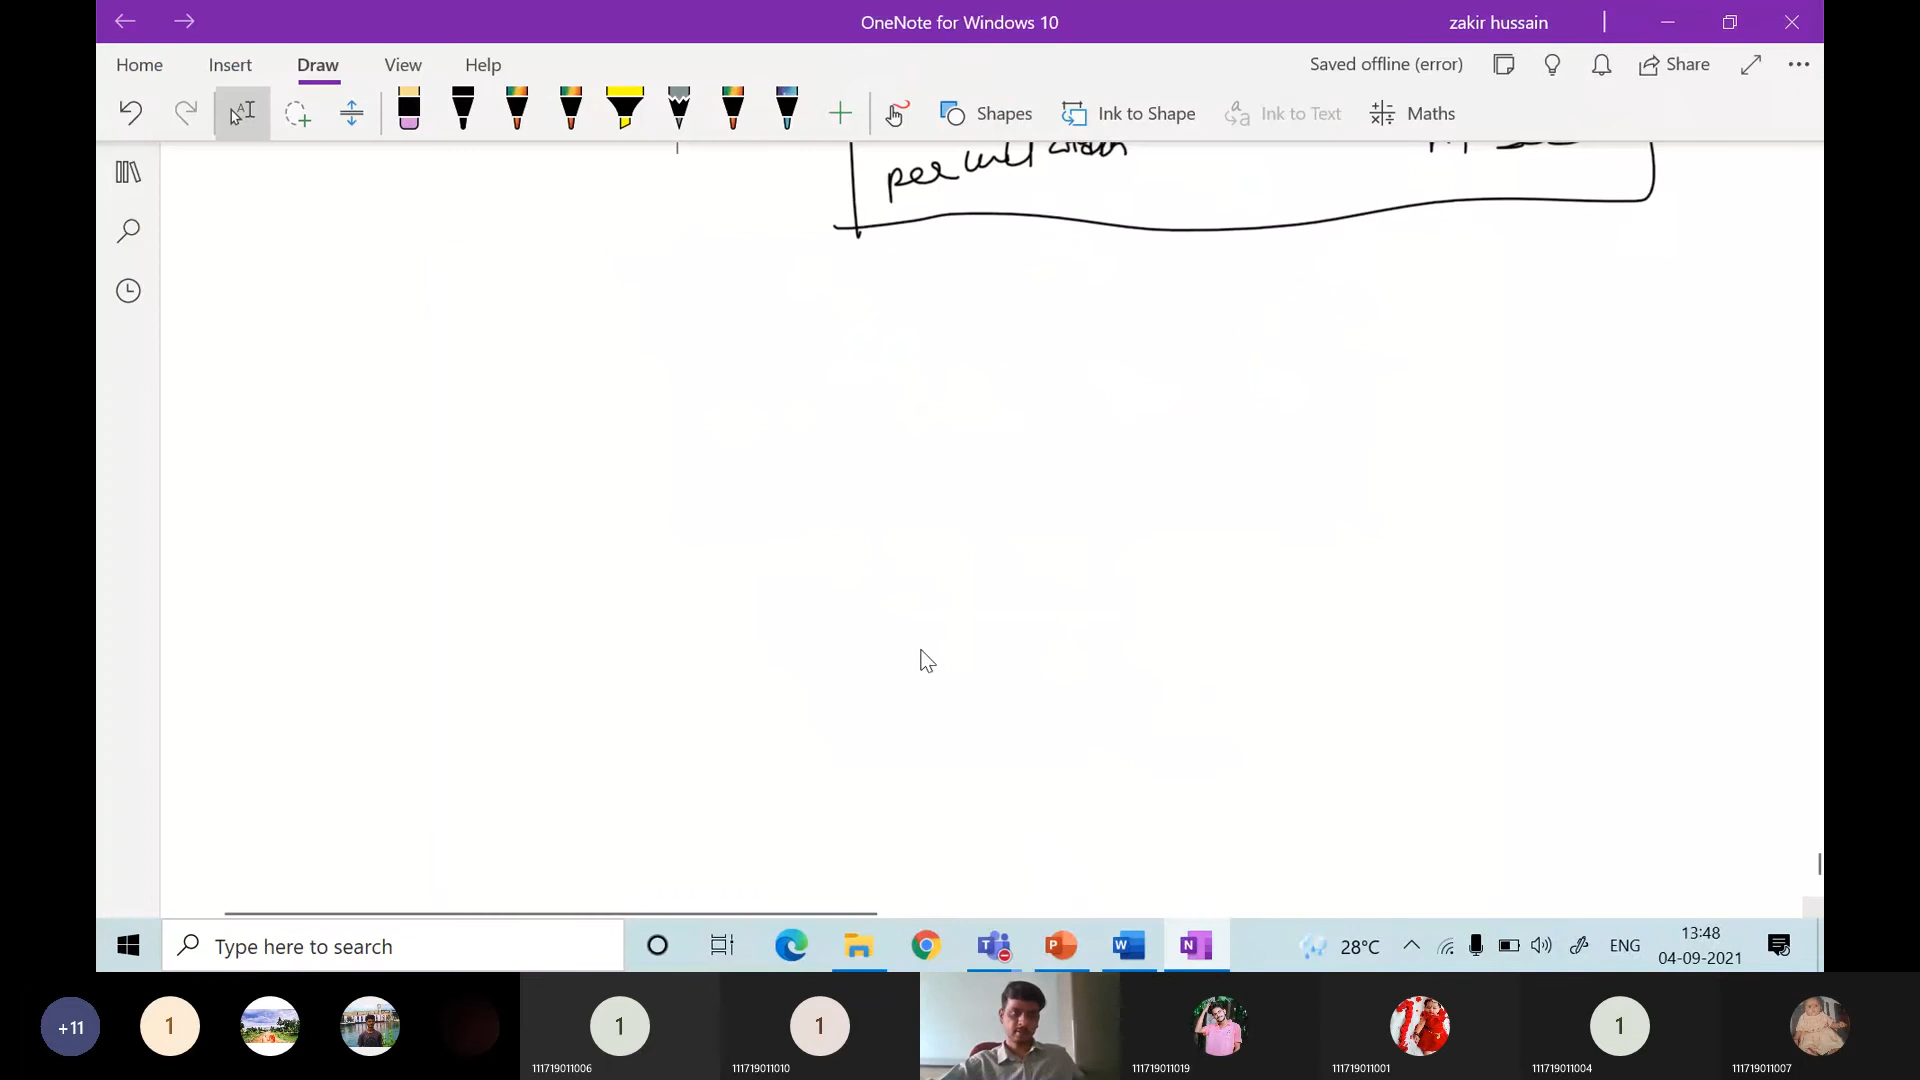 OneNote for Windows 10
zakir hussain
Home Insert Draw View Help
Saved offline (error)
Share
Shapes
Ink to Shape
Ink to Text
Maths
per unit width
Type here to search
28°C
ENG
13:48
04-09-2021
+11
1
1
111719011006
1
111719011010
111719011019
111719011001
1
111719011004
111719011007